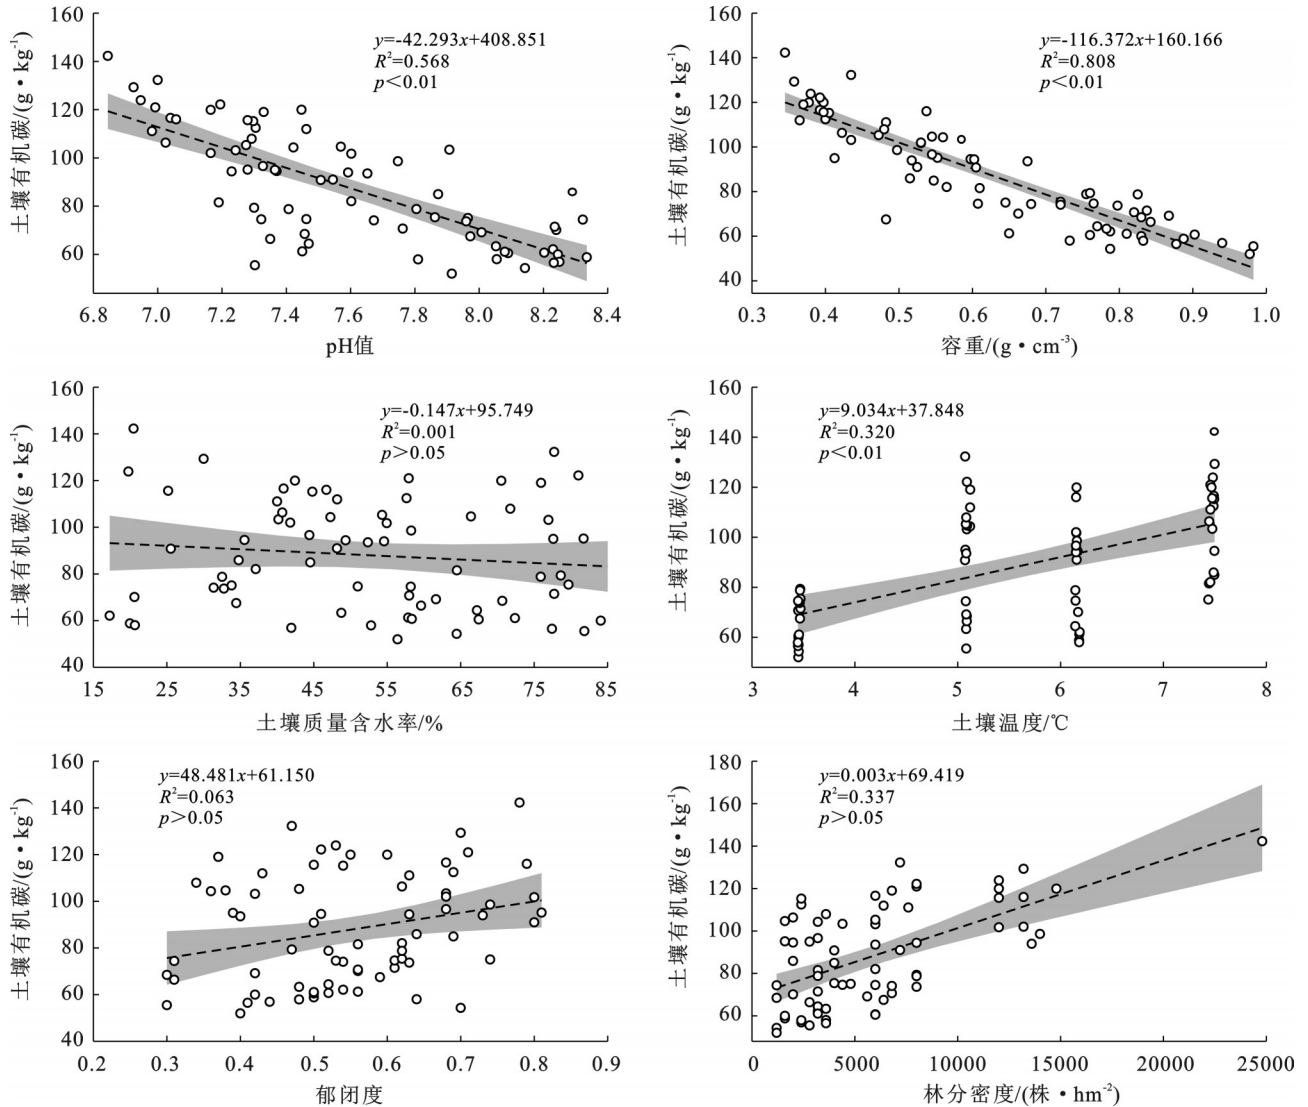 土壤有机碳/(g·kg⁻¹)
160
140
120
100
80
60
y=-42.293x+408.851
R²=0.568
p<0.01
6.8 7.0 7.2 7.4 7.6 7.8 8.0 8.2 8.4
pH值
土壤有机碳/(g·kg⁻¹)
160
140
120
100
80
60
40
y=-116.372x+160.166
R²=0.808
p<0.01
0.3 0.4 0.5 0.6 0.7 0.8 0.9 1.0
容重/(g·cm⁻³)
土壤有机碳/(g·kg⁻¹)
160
140
120
100
80
60
40
y=-0.147x+95.749
R²=0.001
p>0.05
15 25 35 45 55 65 75 85
土壤质量含水率/%
土壤有机碳/(g·kg⁻¹)
160
140
120
100
80
60
y=9.034x+37.848
R²=0.320
p<0.01
3 4 5 6 7 8
土壤温度/℃
土壤有机碳/(g·kg⁻¹)
160
140
120
100
80
60
40
y=48.481x+61.150
R²=0.063
p>0.05
0.2 0.3 0.4 0.5 0.6 0.7 0.8 0.9
郁闭度
土壤有机碳/(g·kg⁻¹)
180
160
140
120
100
80
60
y=0.003x+69.419
R²=0.337
p>0.05
0 5000 10000 15000 20000 25000
林分密度/(株·hm⁻²)